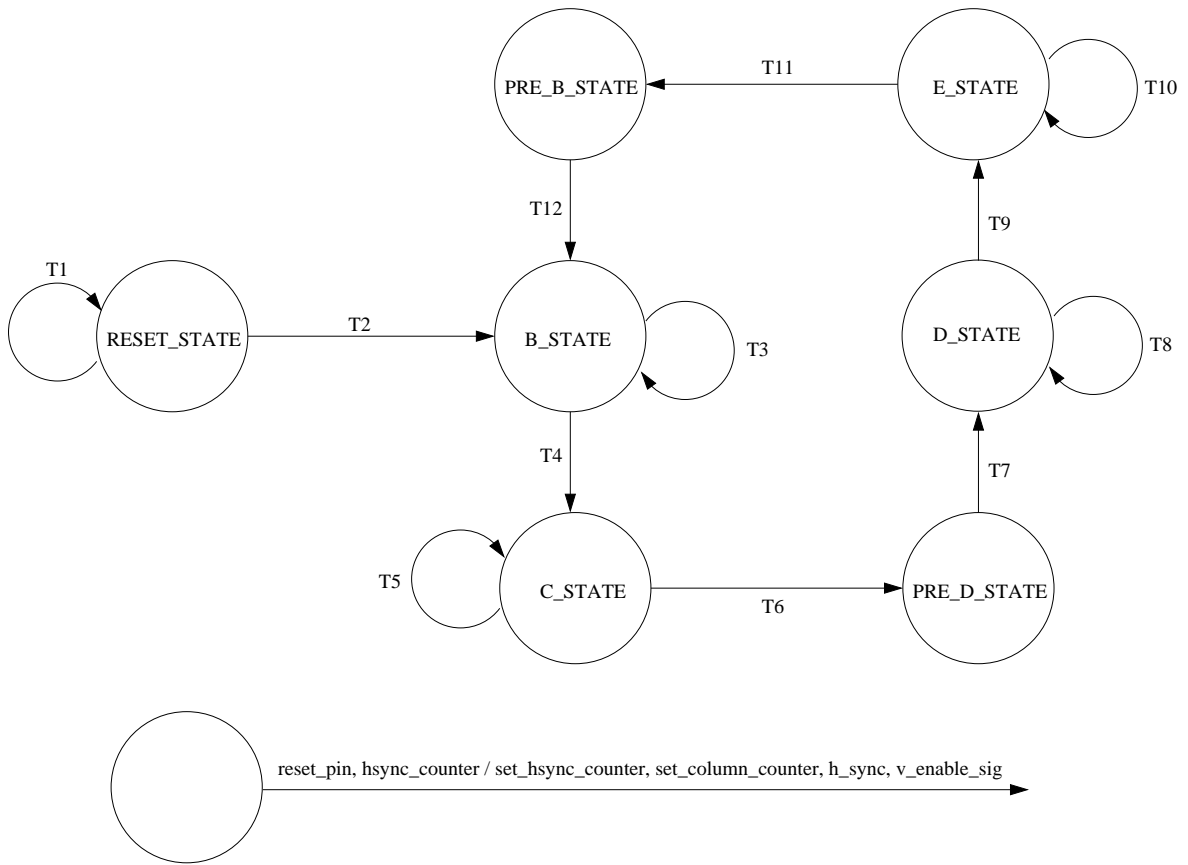 T11
PRE_B_STATE
E_STATE
T10
T12
T9
T1
T2
RESET_STATE
B_STATE
T3
D_STATE
T8
T4
T7
T5
C_STATE
T6
PRE_D_STATE
reset_pin, hsync_counter / set_hsync_counter, set_column_counter, h_sync, v_enable_sig